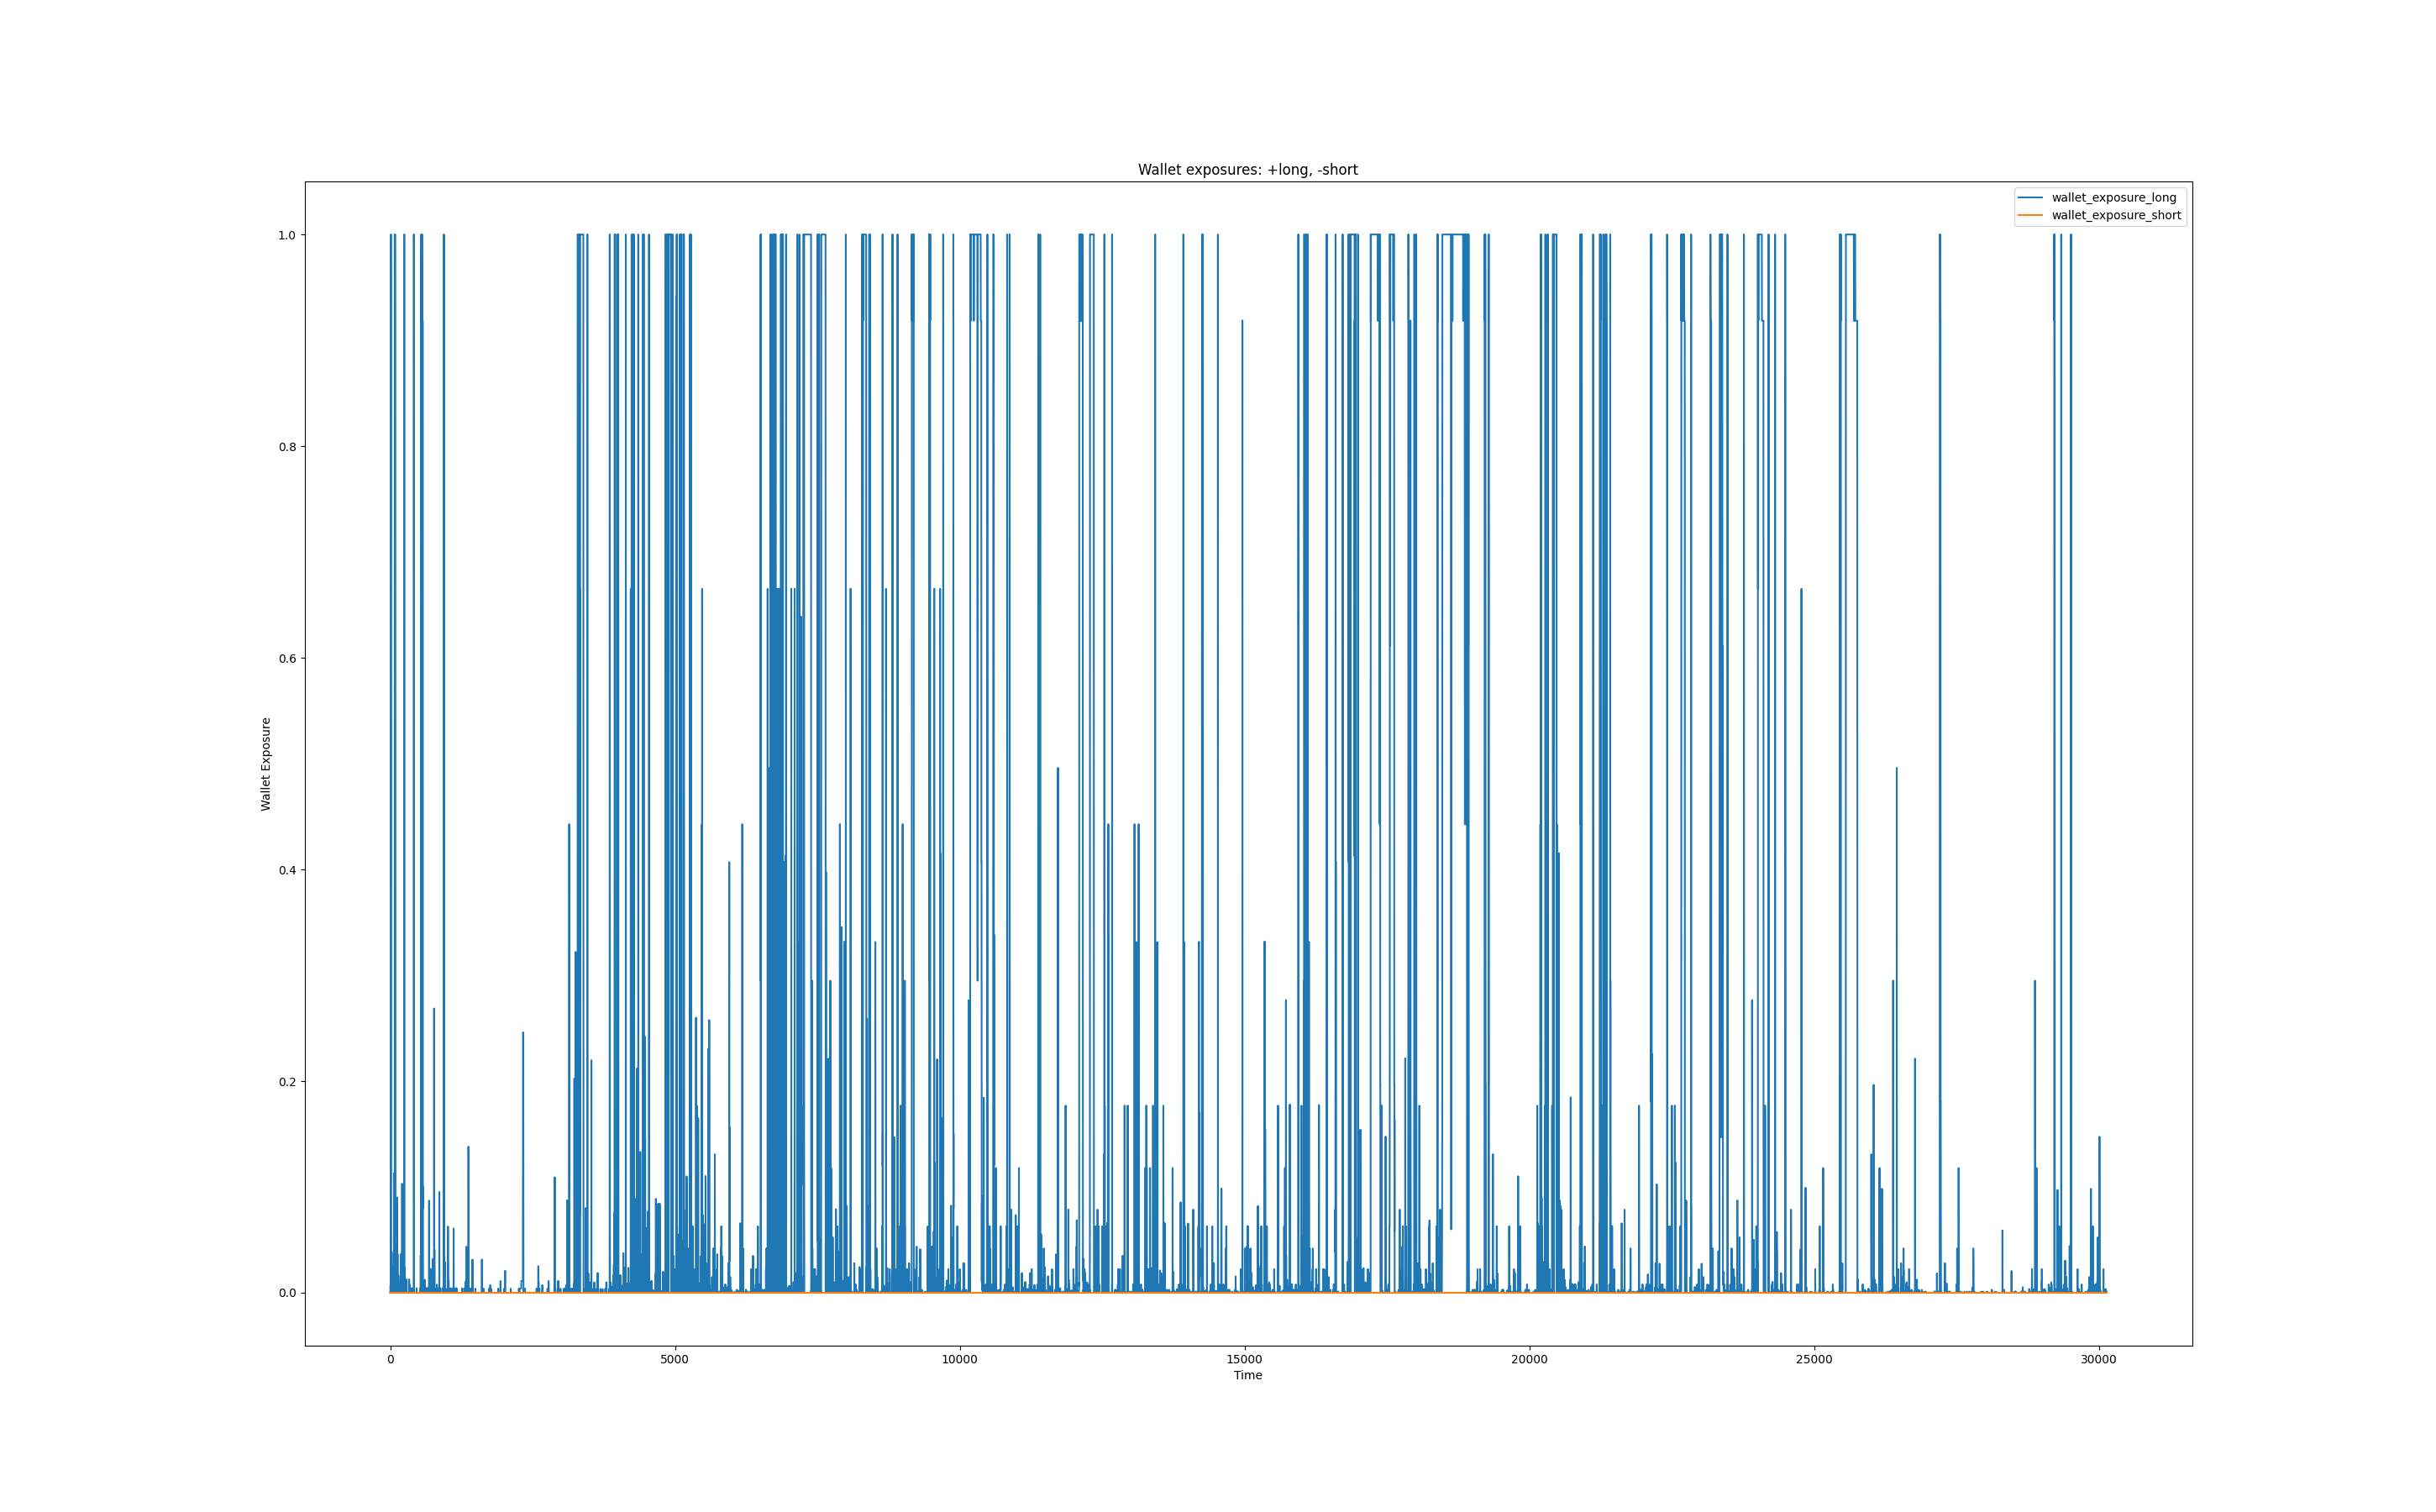 Wallet exposures: +long, -short
wallet_exposure_long
wallet_exposure_short
1.0
0.8
0.6
0.4
0.2
0.0
Wallet Exposure
0 5000 10000 15000 20000 25000 30000
Time